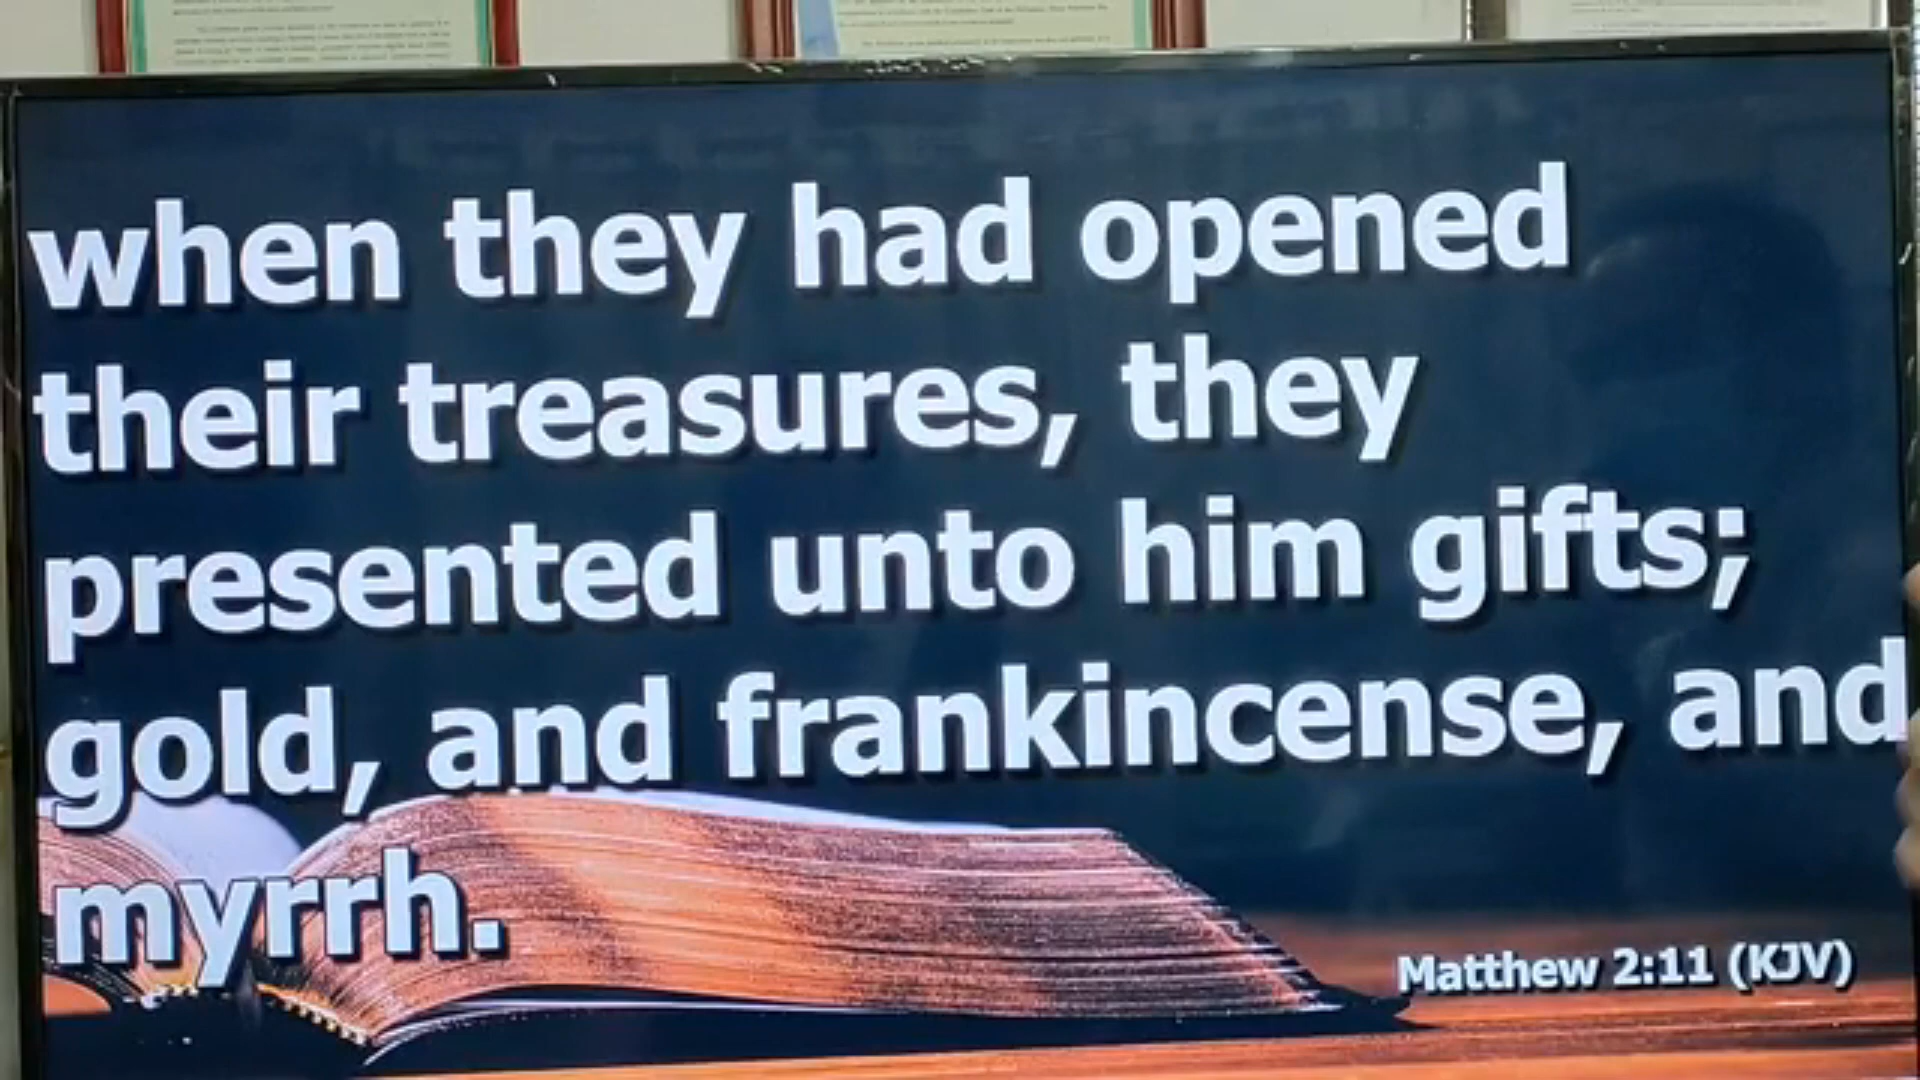 when they had opened
their treasures, they
presented unto him gifts;
gold, and frankincense, and
myrrh.
Matthew 2:11 (KJV)